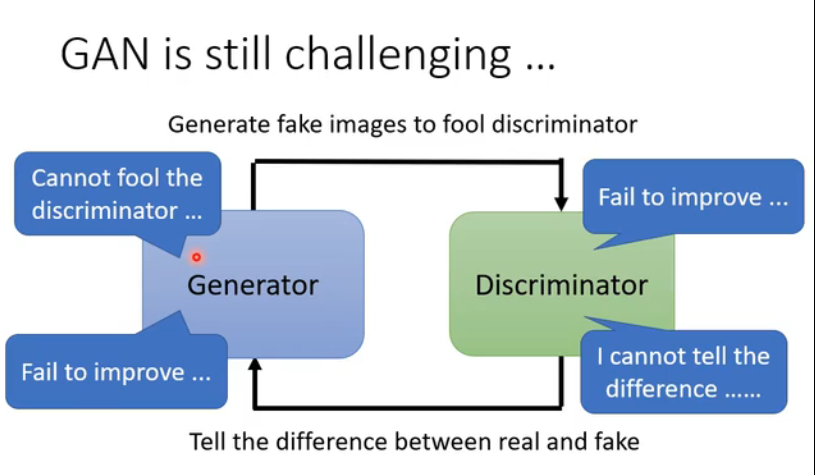 GAN is still challenging ...
Generate fake images to fool discriminator
Cannot fool the
discriminator ...
Fail to improve ...
Generator
Discriminator
Fail to improve ...
I cannot tell the
difference ......
Tell the difference between real and fake